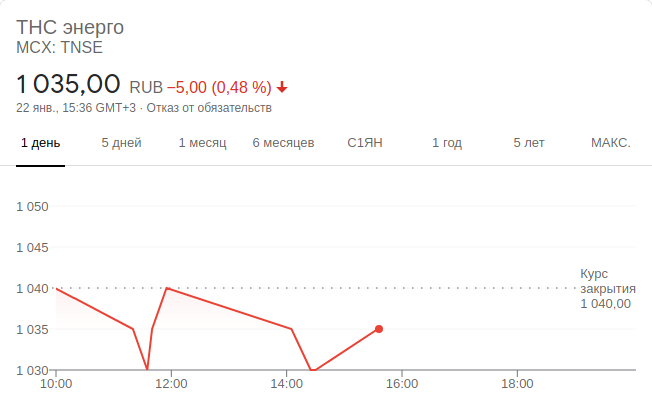 ТНС энерго
MCX: TNSE
1 035,00 RUB −5,00 (0,48 %)
22 янв., 15:36 GMT+3 · Отказ от обязательств
1 день 5 дней 1 месяц 6 месяцев С1ЯН 1 год 5 лет МАКС.
1 050
1 045
Курс
1 040 закрытия
1 040,00
1 035
1 030
10:00 12:00 14:00 16:00 18:00